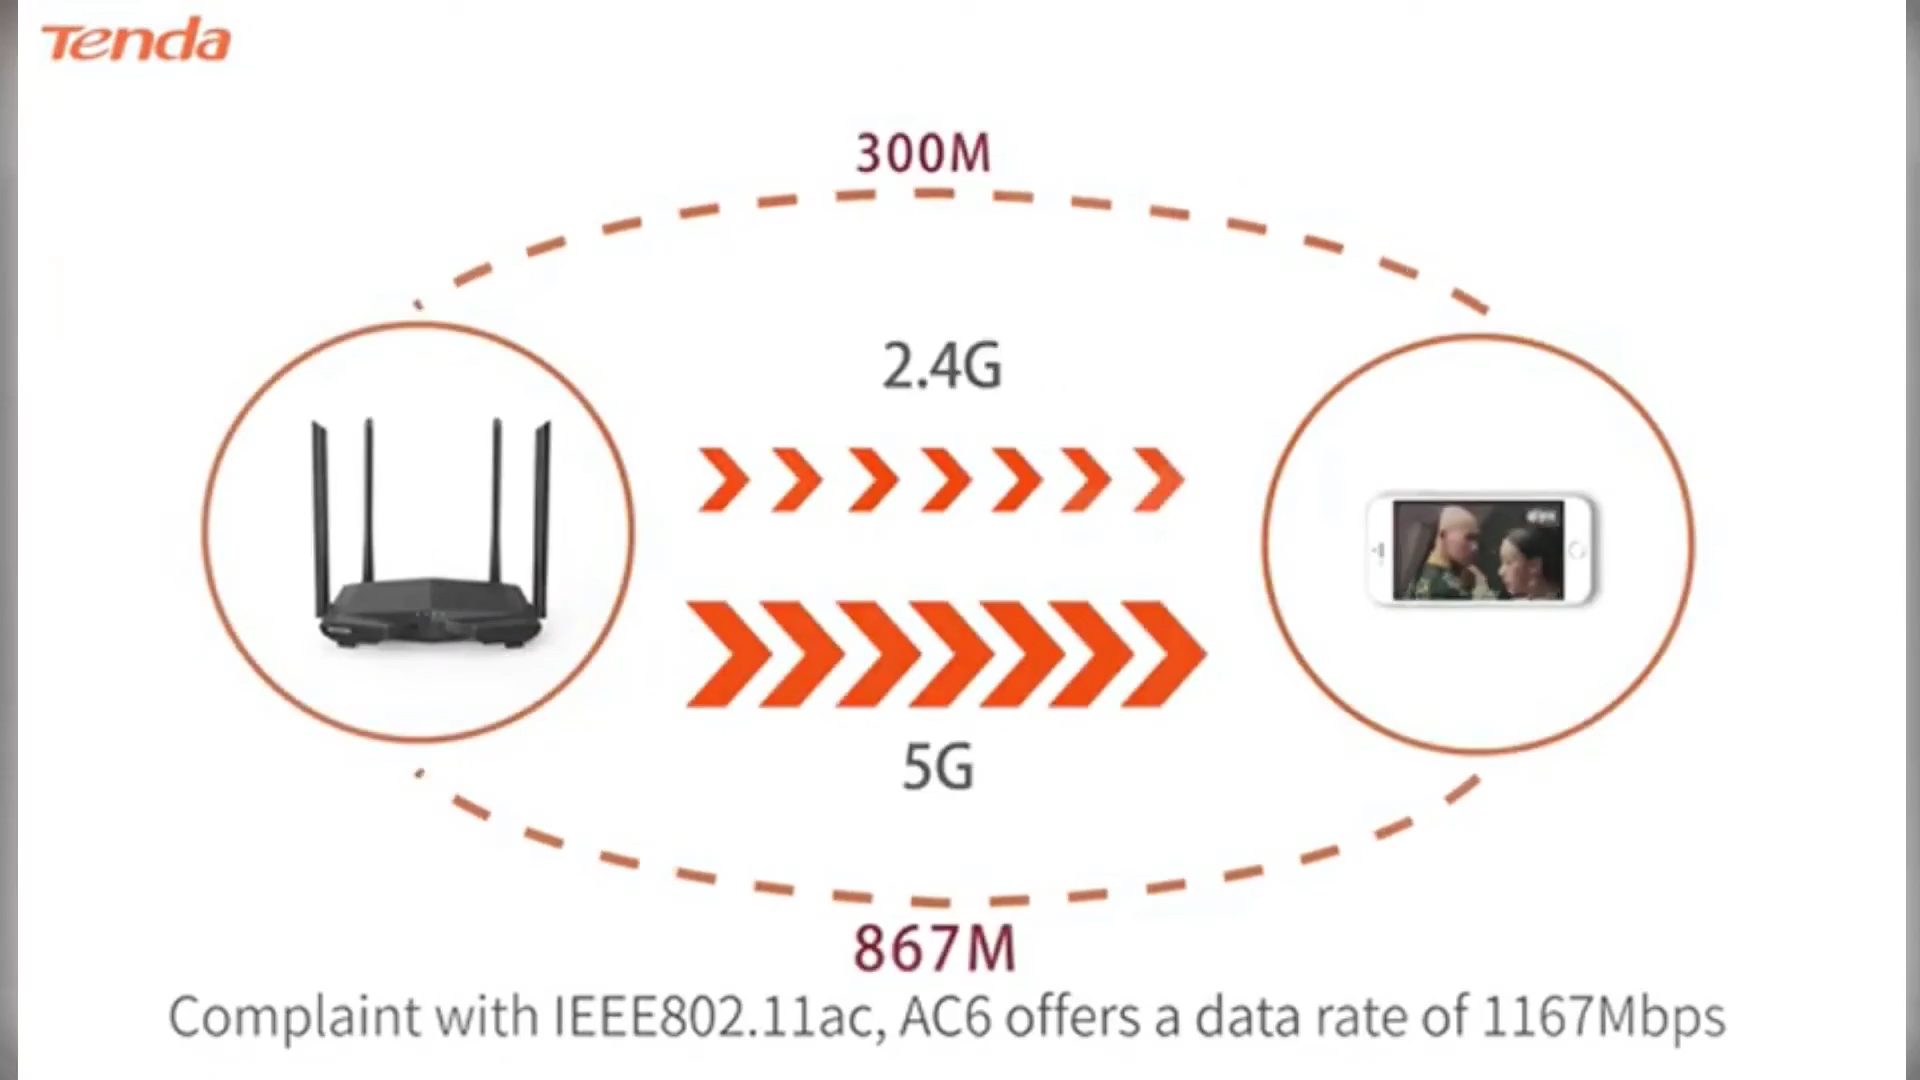 Tenda
300M
2.4G
5G
867M
Complaint with IEEE802.11ac, AC6 offers a data rate of 1167Mbps